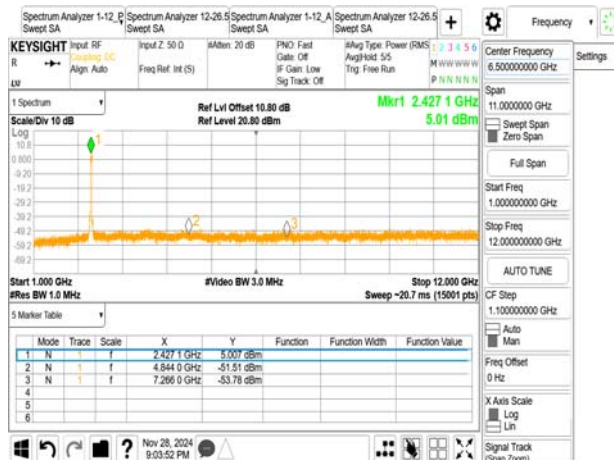 Spectrum Analyzer 1-12_P
Swept SA
Spectrum Analyzer 12-26.5
Swept SA
Spectrum Analyzer 1-12_A
Swept SA
Spectrum Analyzer 12-26.5
Swept SA
+
Frequency
KEYSIGHT
R
Input: RF
Coupling: DC
Align: Auto
Input Z: 50 Ω
Freq Ref: Int (S)
#Atten: 20 dB
PNO: Fast
Gate: Off
IF Gain: Low
Sig Track: Off
#Avg Type: Power (RMS
Avg|Hold: 5/5
Trig: Free Run
1 2 3 4 5 6
M W W W W W
P N N N N N
Center Frequency
6.500000000 GHz
Settings
Span
11.0000000 GHz
Swept Span
Zero Span
Full Span
Start Freq
1.000000000 GHz
Stop Freq
12.000000000 GHz
AUTO TUNE
CF Step
1.100000000 GHz
Auto
Man
Freq Offset
0 Hz
X Axis Scale
Log
Lin
Signal Track
(Span Zoom)
1 Spectrum
Scale/Div 10 dB
Log
Ref Lvl Offset 10.80 dB
Ref Level 20.80 dBm
Mkr1 2.427 1 GHz
5.01 dBm
10.8
0.800
-9.20
-19.2
-29.2
-39.2
-49.2
-59.2
-69.2
1
2
3
Start 1.000 GHz
#Res BW 1.0 MHz
#Video BW 3.0 MHz
Stop 12.000 GHz
Sweep ~20.7 ms (15001 pts)
5 Marker Table
Mode Trace Scale X Y Function Function Width Function Value
1 N 1 f 2.427 1 GHz 5.007 dBm
2 N 1 f 4.844 0 GHz -51.51 dBm
3 N 1 f 7.266 0 GHz -53.78 dBm
4
5
6
?
Nov 28, 2024
9:03:52 PM